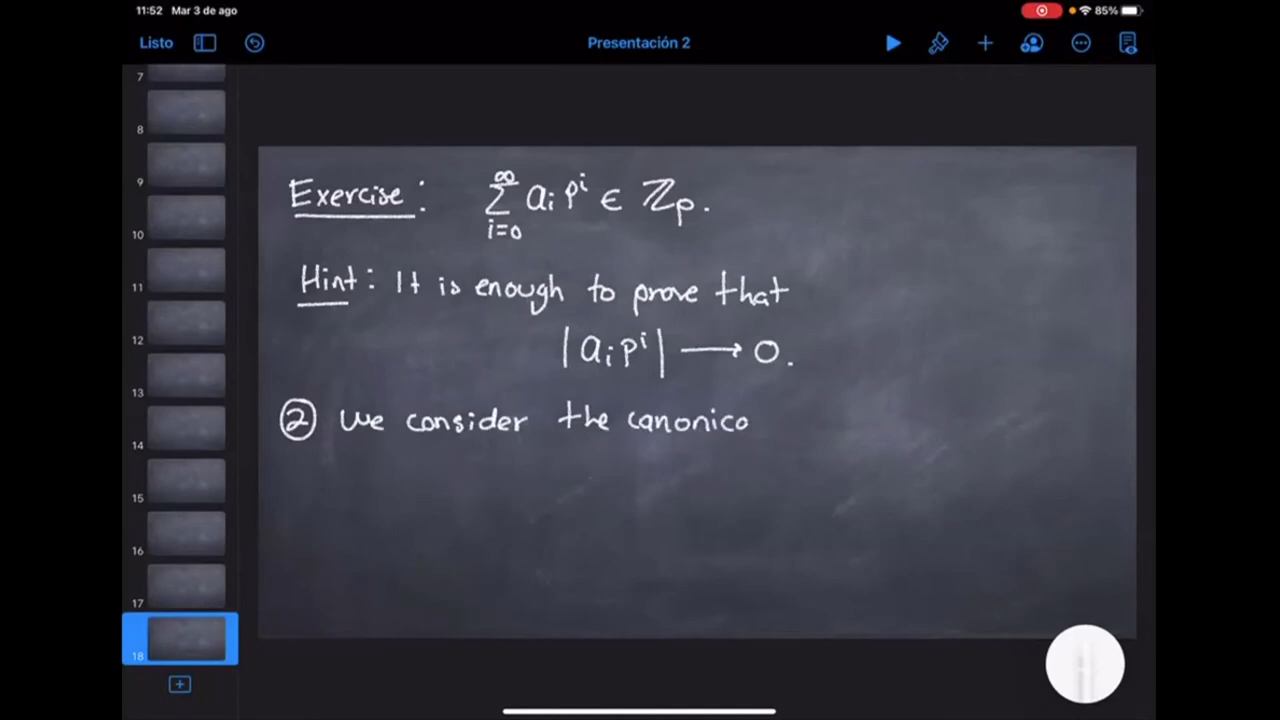 11:52 Mar 3 de ago
85%
Listo
Presentación 2
7
8
9
10
11
12
13
14
15
16
17
18
Exercise: ∑_{i=0}^{∞} a_i p^i ∈ ℤ_p.
Hint: It is enough to prove that
|a_i p^i| ⟶ 0.
② We consider the canonico